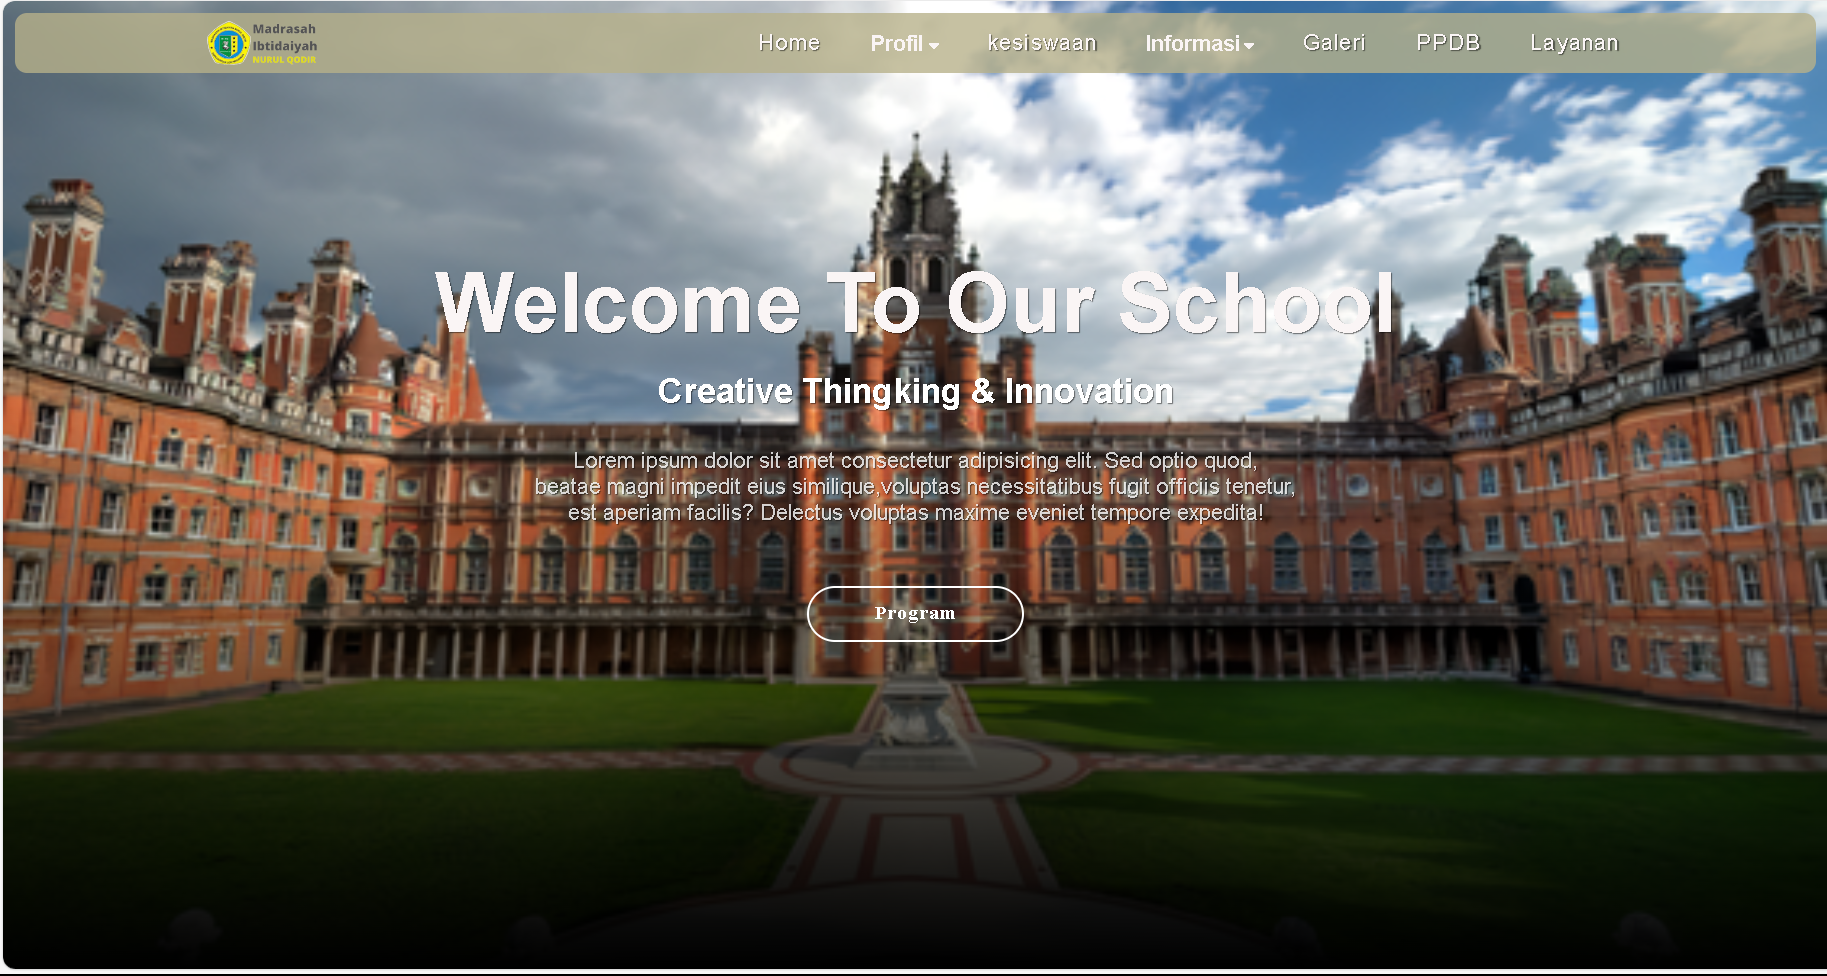 Madrasah
Ibtidaiyah
NURUL QODIR
Home Profil kesiswaan Informasi Galeri PPDB Layanan
Welcome To Our School
Creative Thingking & Innovation
Lorem ipsum dolor sit amet consectetur adipisicing elit. Sed optio quod,
beatae magni impedit eius similique,voluptas necessitatibus fugit officiis tenetur,
est aperiam facilis? Delectus voluptas maxime eveniet tempore expedita!
Program